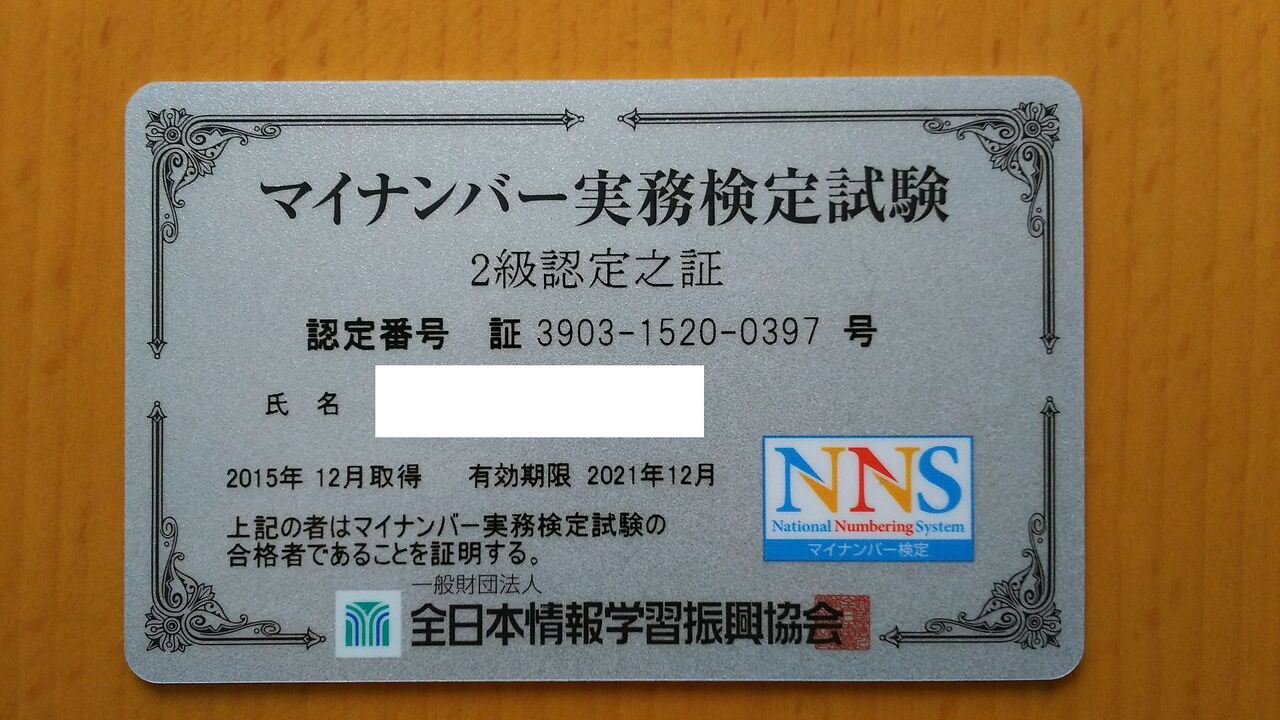 マイナンバー実務検定試験
2級認定之証
認定番号 証 3903-1520-0397 号
氏 名
2015年 12月取得 有効期限 2021年12月
上記の者はマイナンバー実務検定試験の
合格者であることを証明する。
NNS
National Numbering System
マイナンバー検定
一般財団法人
全日本情報学習振興協会